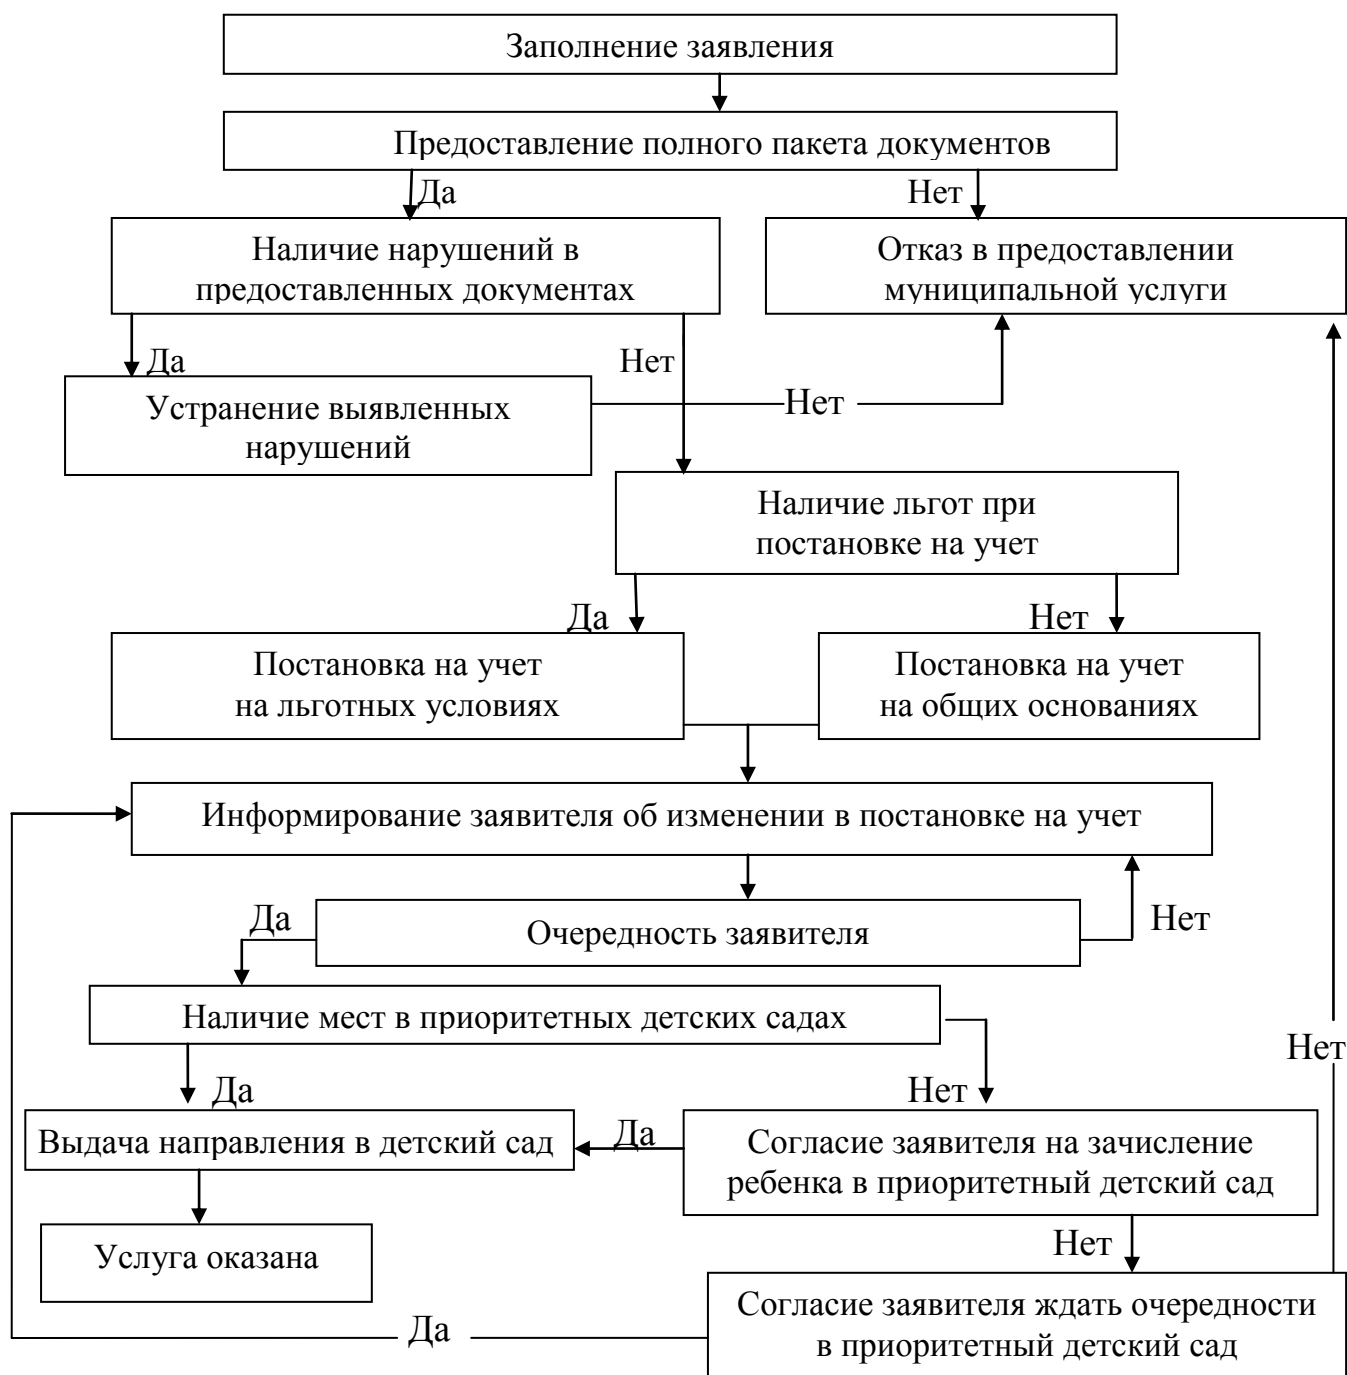 Заполнение заявления
Предоставление полного пакета документов
Да
Нет
Наличие нарушений в
предоставленных документах
Отказ в предоставлении
муниципальной услуги
Да
Нет
Устранение выявленных
нарушений
Нет
Наличие льгот при
постановке на учет
Да
Нет
Постановка на учет
на льготных условиях
Постановка на учет
на общих основаниях
Информирование заявителя об изменении в постановке на учет
Да
Очередность заявителя
Нет
Наличие мест в приоритетных детских садах
Нет
Да
Нет
Выдача направления в детский сад
Да
Согласие заявителя на зачисление
ребенка в приоритетный детский сад
Нет
Услуга оказана
Согласие заявителя ждать очередности
в приоритетный детский сад
Да